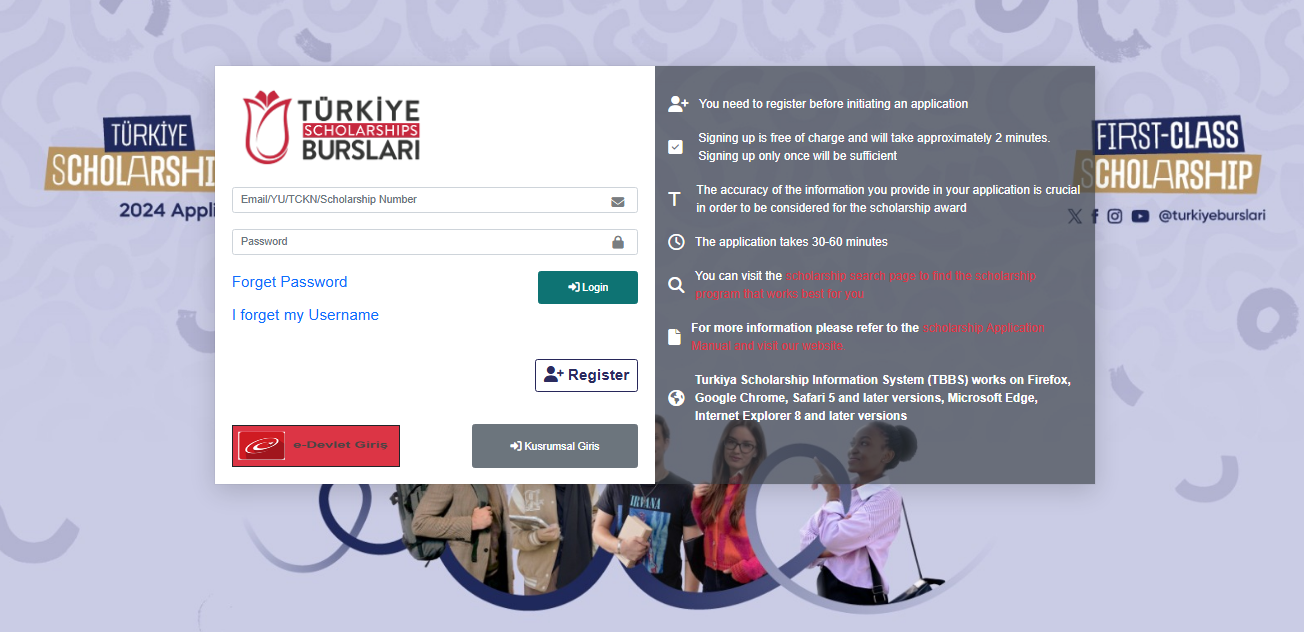 TÜRKİYE
SCHOLARSHI
2024 Appli
TÜRKİYE
SCHOLARSHIPS
BURSLARI
Email/YU/TCKN/Scholarship Number
Password
Forget Password
Login
I forget my Username
Register
e-Devlet Giriş
Kusrumsal Giris
You need to register before initiating an application
Signing up is free of charge and will take approximately 2 minutes.
Signing up only once will be sufficient
The accuracy of the information you provide in your application is crucial
in order to be considered for the scholarship award
The application takes 30-60 minutes
You can visit the scholarship search page to find the scholarship
program that works best for you
For more information please refer to the scholarship Application
Manual and visit our website.
Turkiya Scholarship Information System (TBBS) works on Firefox,
Google Chrome, Safari 5 and later versions, Microsoft Edge,
Internet Explorer 8 and later versions
FIRST-CLASS
SCHOLARSHIP
@turkiyeburslari
NIRVANA